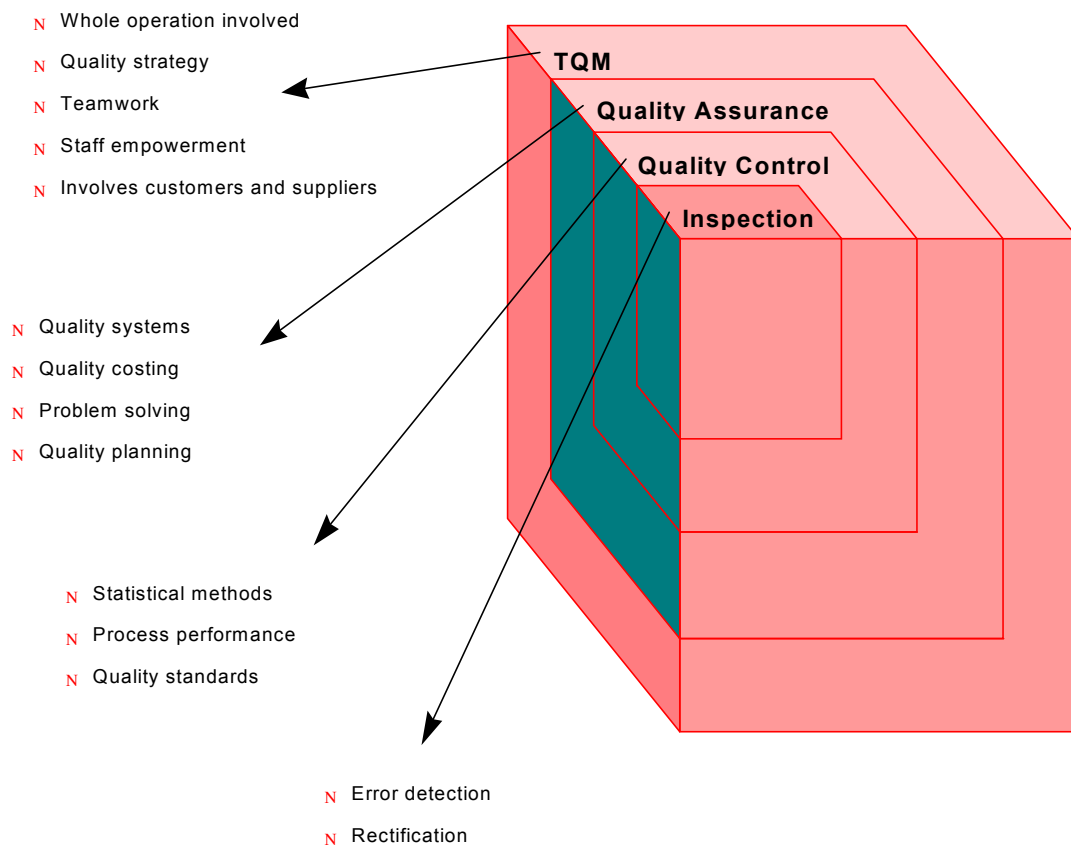 N Whole operation involved
N Quality strategy
N Teamwork
N Staff empowerment
N Involves customers and suppliers
TQM
Quality Assurance
Quality Control
Inspection
N Quality systems
N Quality costing
N Problem solving
N Quality planning
N Statistical methods
N Process performance
N Quality standards
N Error detection
N Rectification